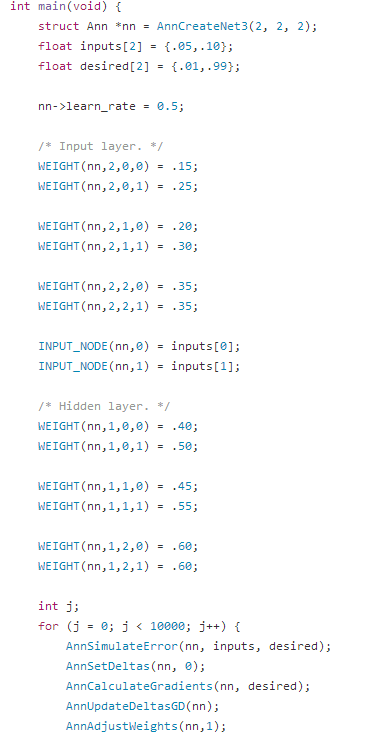 int main(void) {
    struct Ann *nn = AnnCreateNet3(2, 2, 2);
    float inputs[2] = {.05,.10};
    float desired[2] = {.01,.99};

    nn->learn_rate = 0.5;

    /* Input layer. */
    WEIGHT(nn,2,0,0) = .15;
    WEIGHT(nn,2,0,1) = .25;

    WEIGHT(nn,2,1,0) = .20;
    WEIGHT(nn,2,1,1) = .30;

    WEIGHT(nn,2,2,0) = .35;
    WEIGHT(nn,2,2,1) = .35;

    INPUT_NODE(nn,0) = inputs[0];
    INPUT_NODE(nn,1) = inputs[1];

    /* Hidden layer. */
    WEIGHT(nn,1,0,0) = .40;
    WEIGHT(nn,1,0,1) = .50;

    WEIGHT(nn,1,1,0) = .45;
    WEIGHT(nn,1,1,1) = .55;

    WEIGHT(nn,1,2,0) = .60;
    WEIGHT(nn,1,2,1) = .60;

    int j;
    for (j = 0; j < 10000; j++) {
        AnnSimulateError(nn, inputs, desired);
        AnnSetDeltas(nn, 0);
        AnnCalculateGradients(nn, desired);
        AnnUpdateDeltasGD(nn);
        AnnAdjustWeights(nn,1);